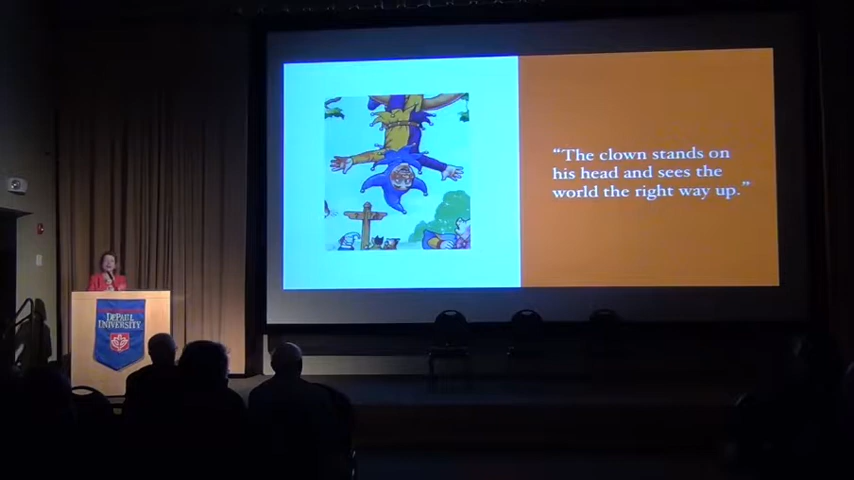 “The clown stands on
his head and sees the
world the right way up.”
DEPAUL
UNIVERSITY